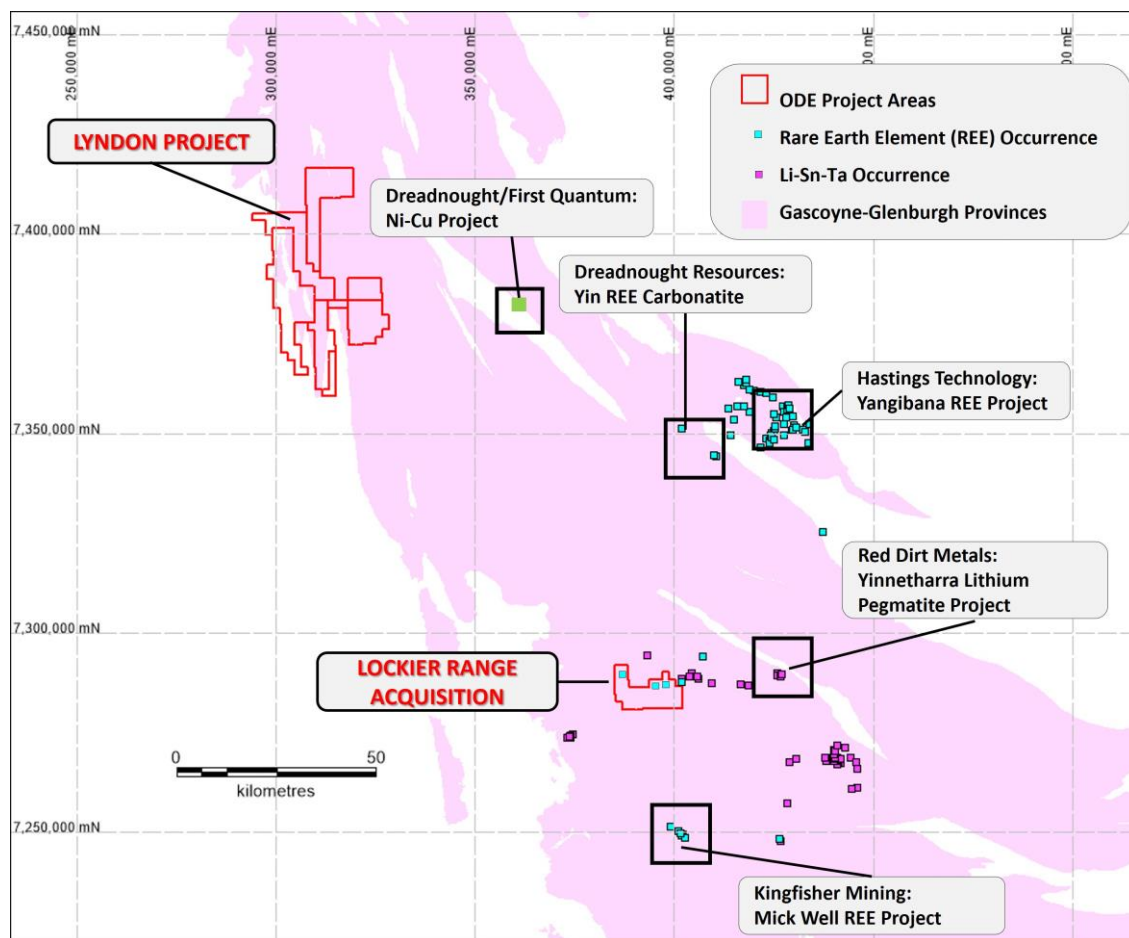 7,450,000 mN
250,000 mE
300,000 mE
350,000 mE
400,000 mE
mE
mE
ODE Project Areas
Rare Earth Element (REE) Occurrence
Li-Sn-Ta Occurrence
Gascoyne-Glenburgh Provinces
LYNDON PROJECT
Dreadnought/First Quantum:
Ni-Cu Project
7,400,000 mN
Dreadnought Resources:
Yin REE Carbonatite
Hastings Technology:
Yangibana REE Project
7,350,000 mN
Red Dirt Metals:
Yinnetharra Lithium
Pegmatite Project
7,300,000 mN
LOCKIER RANGE
ACQUISITION
0 50
kilometres
7,250,000 mN
Kingfisher Mining:
Mick Well REE Project